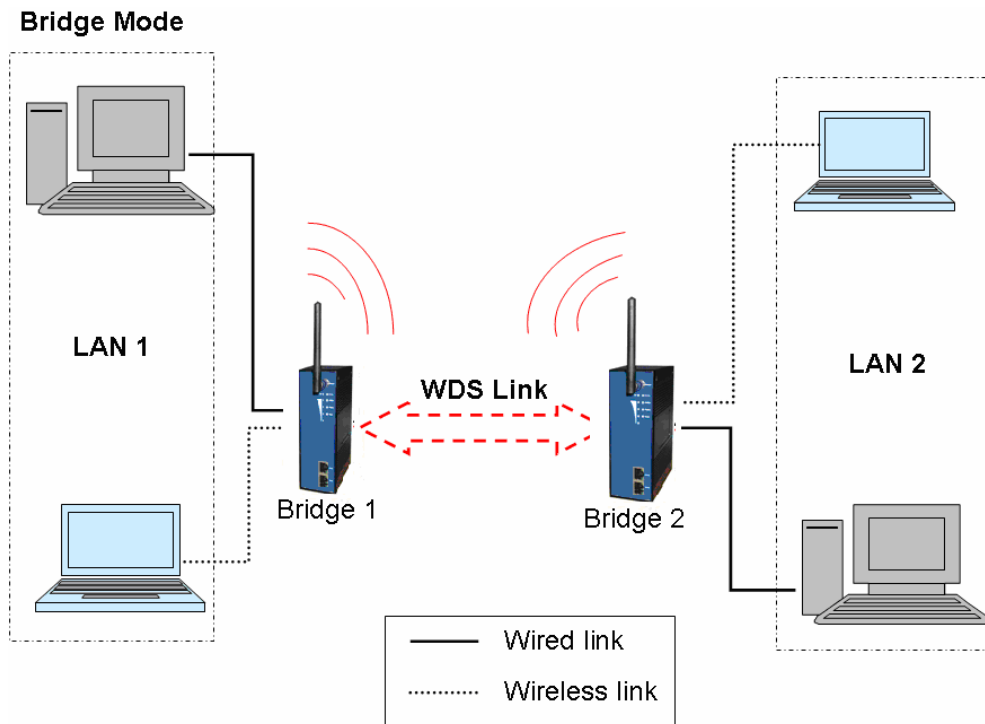 Bridge Mode
LAN 1
WDS Link
LAN 2
Bridge 1
Bridge 2
Wired link
Wireless link